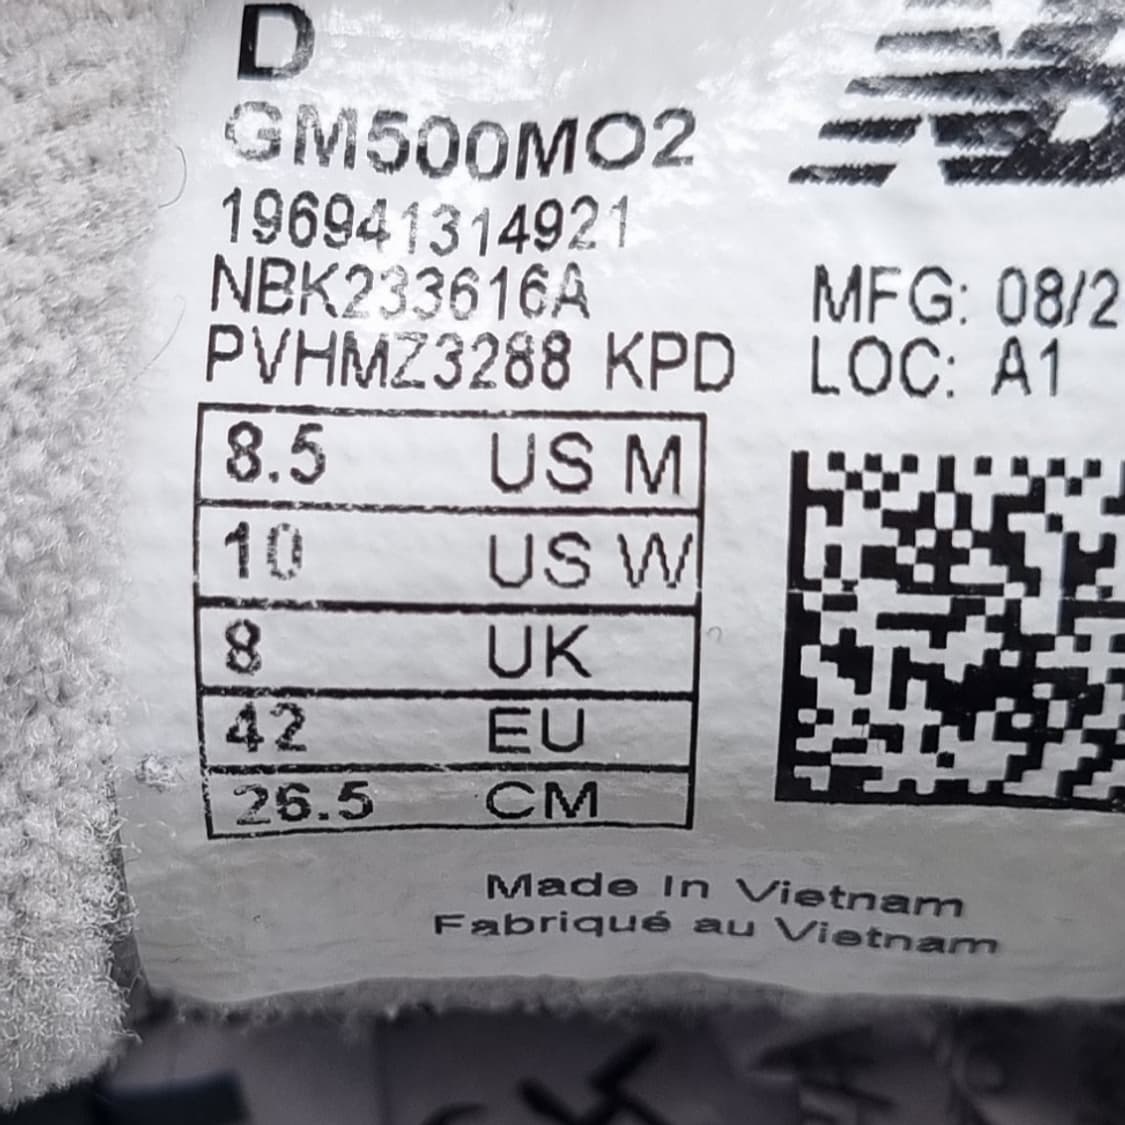 D
GM500MO2
196941314921
NBK233616A
PVHMZ3288 KPD
MFG: 08/2
LOC: A1
8.5 US M
10 US W
8 UK
42 EU
26.5 CM
Made In Vietnam
Fabriqué au Vietnam